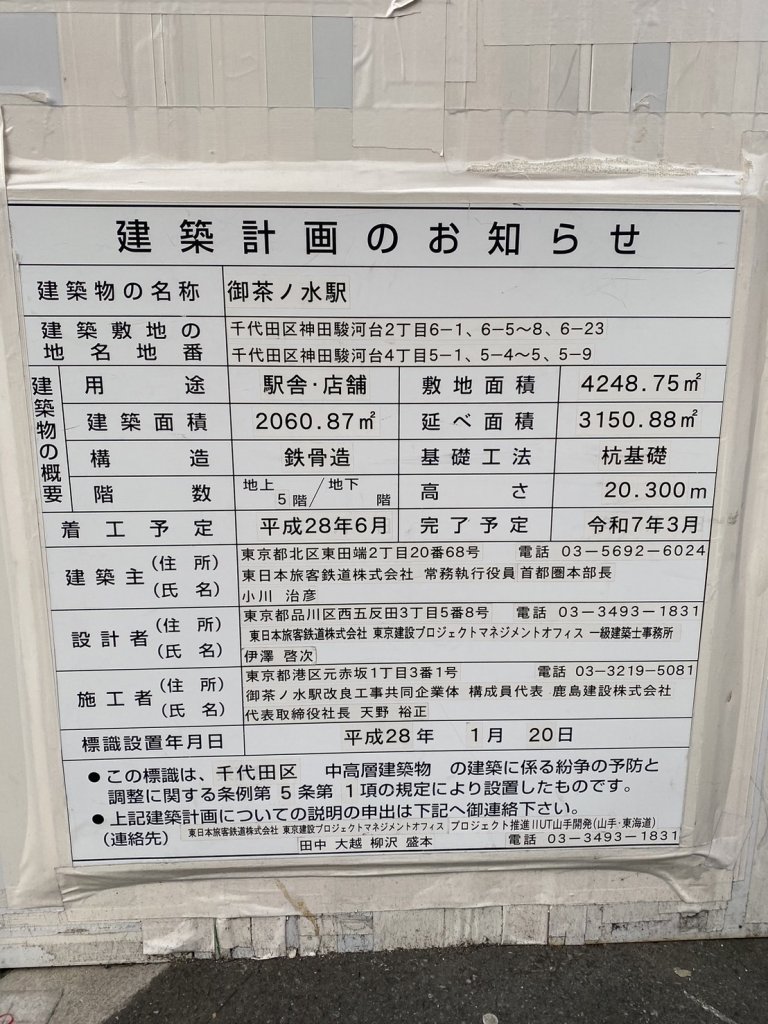 建築計画のお知らせ
建築物の名称 御茶ノ水駅
建築敷地の地名地番 千代田区神田駿河台2丁目6−1、6−5〜8、6−23
千代田区神田駿河台4丁目5−1、5−4〜5、5−9
建築物の概要
用途 駅舎・店舗 敷地面積 4248.75㎡
建築面積 2060.87㎡ 延べ面積 3150.88㎡
構造 鉄骨造 基礎工法 杭基礎
階数 地上5階/地下 階 高さ 20.300m
着工予定 平成28年6月 完了予定 令和7年3月
建築主(住所) 東京都北区東田端2丁目20番68号 電話 03−5692−6024
(氏名) 東日本旅客鉄道株式会社 常務執行役員首都圏本部長
小川 治彦
設計者(住所) 東京都品川区西五反田3丁目5番8号 電話 03−3493−1831
(氏名) 東日本旅客鉄道株式会社 東京建設プロジェクトマネジメントオフィス 一級建築士事務所
伊澤 啓次
施工者(住所) 東京都港区元赤坂1丁目3番1号 電話 03−3219−5081
(氏名) 御茶ノ水駅改良工事共同企業体 構成員代表 鹿島建設株式会社
代表取締役社長 天野 裕正
標識設置年月日 平成28年 1月 20日
●この標識は、千代田区 中高層建築物 の建築に係る紛争の予防と
調整に関する条例第5条第1項の規定により設置したものです。
●上記建築計画についての説明の申出は下記へ御連絡下さい。
(連絡先) 東日本旅客鉄道株式会社 東京建設プロジェクトマネジメントオフィス プロジェクト推進IIUT山手開発(山手・東海道)
田中 大越 柳沢 盛本 電話 03−3493−1831